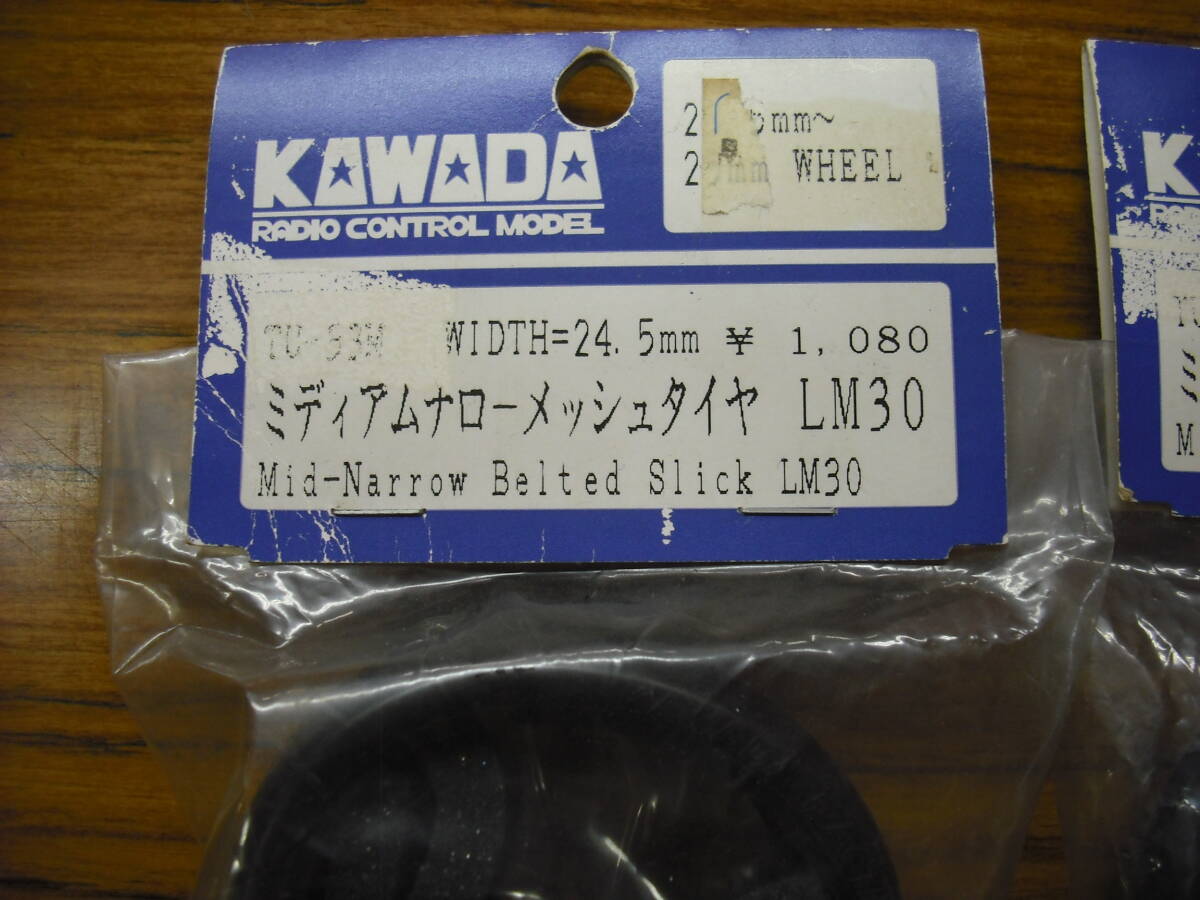 KAWADA
RADIO CONTROL MODEL
WHEEL
WIDTH=24.5mm ¥ 1,080
ミディアムナローメッシュタイヤ LM30
Mid-Narrow Belted Slick LM30